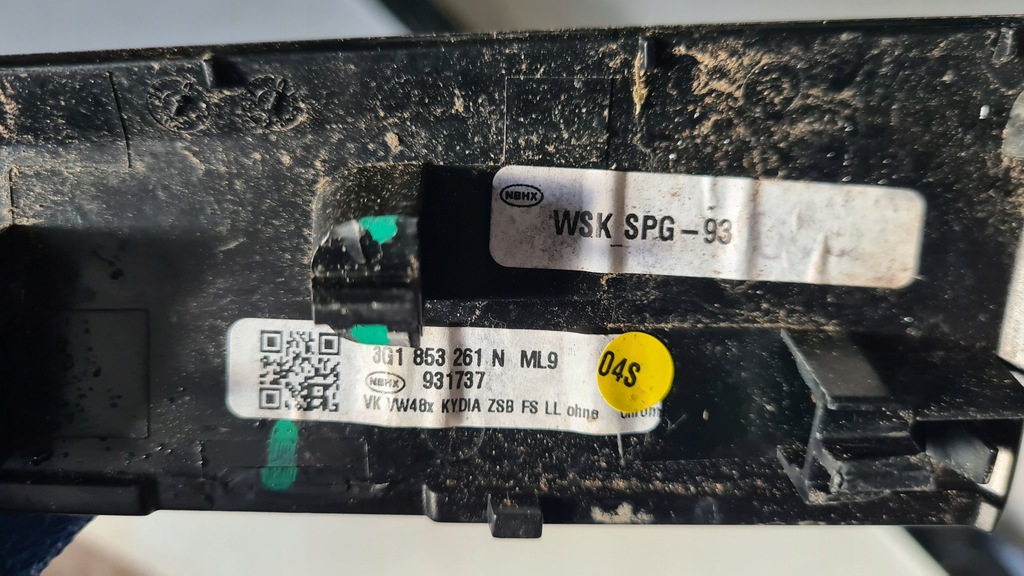 NBHX
WSK_SPG-93
3G1 853 261 N ML9
04S
NBHX
931737
VK VW48x KYDIA ZSB FS LL ohne